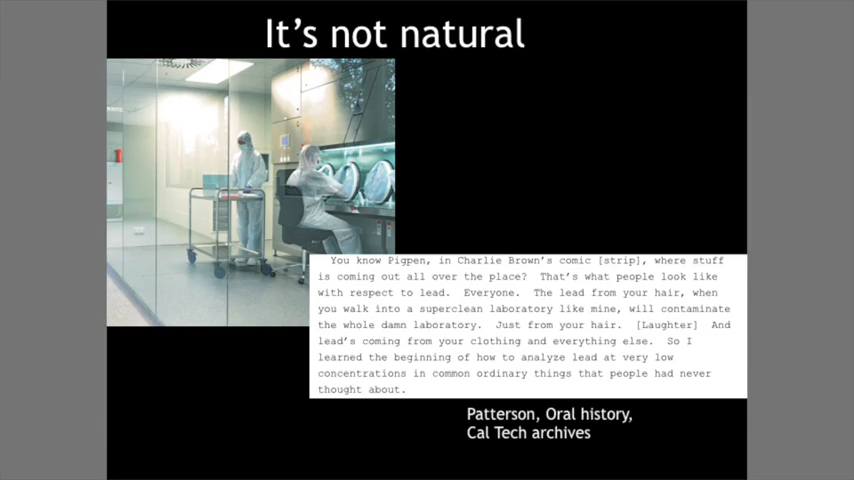 It's not natural
You know Pigpen, in Charlie Brown's comic [strip], where stuff
is coming out all over the place? That's what people look like
with respect to lead. Everyone. The lead from your hair, when
you walk into a superclean laboratory like mine, will contaminate
the whole damn laboratory. Just from your hair. [Laughter] And
lead's coming from your clothing and everything else. So I
learned the beginning of how to analyze lead at very low
concentrations in common ordinary things that people had never
thought about.
Patterson, Oral history,
Cal Tech archives